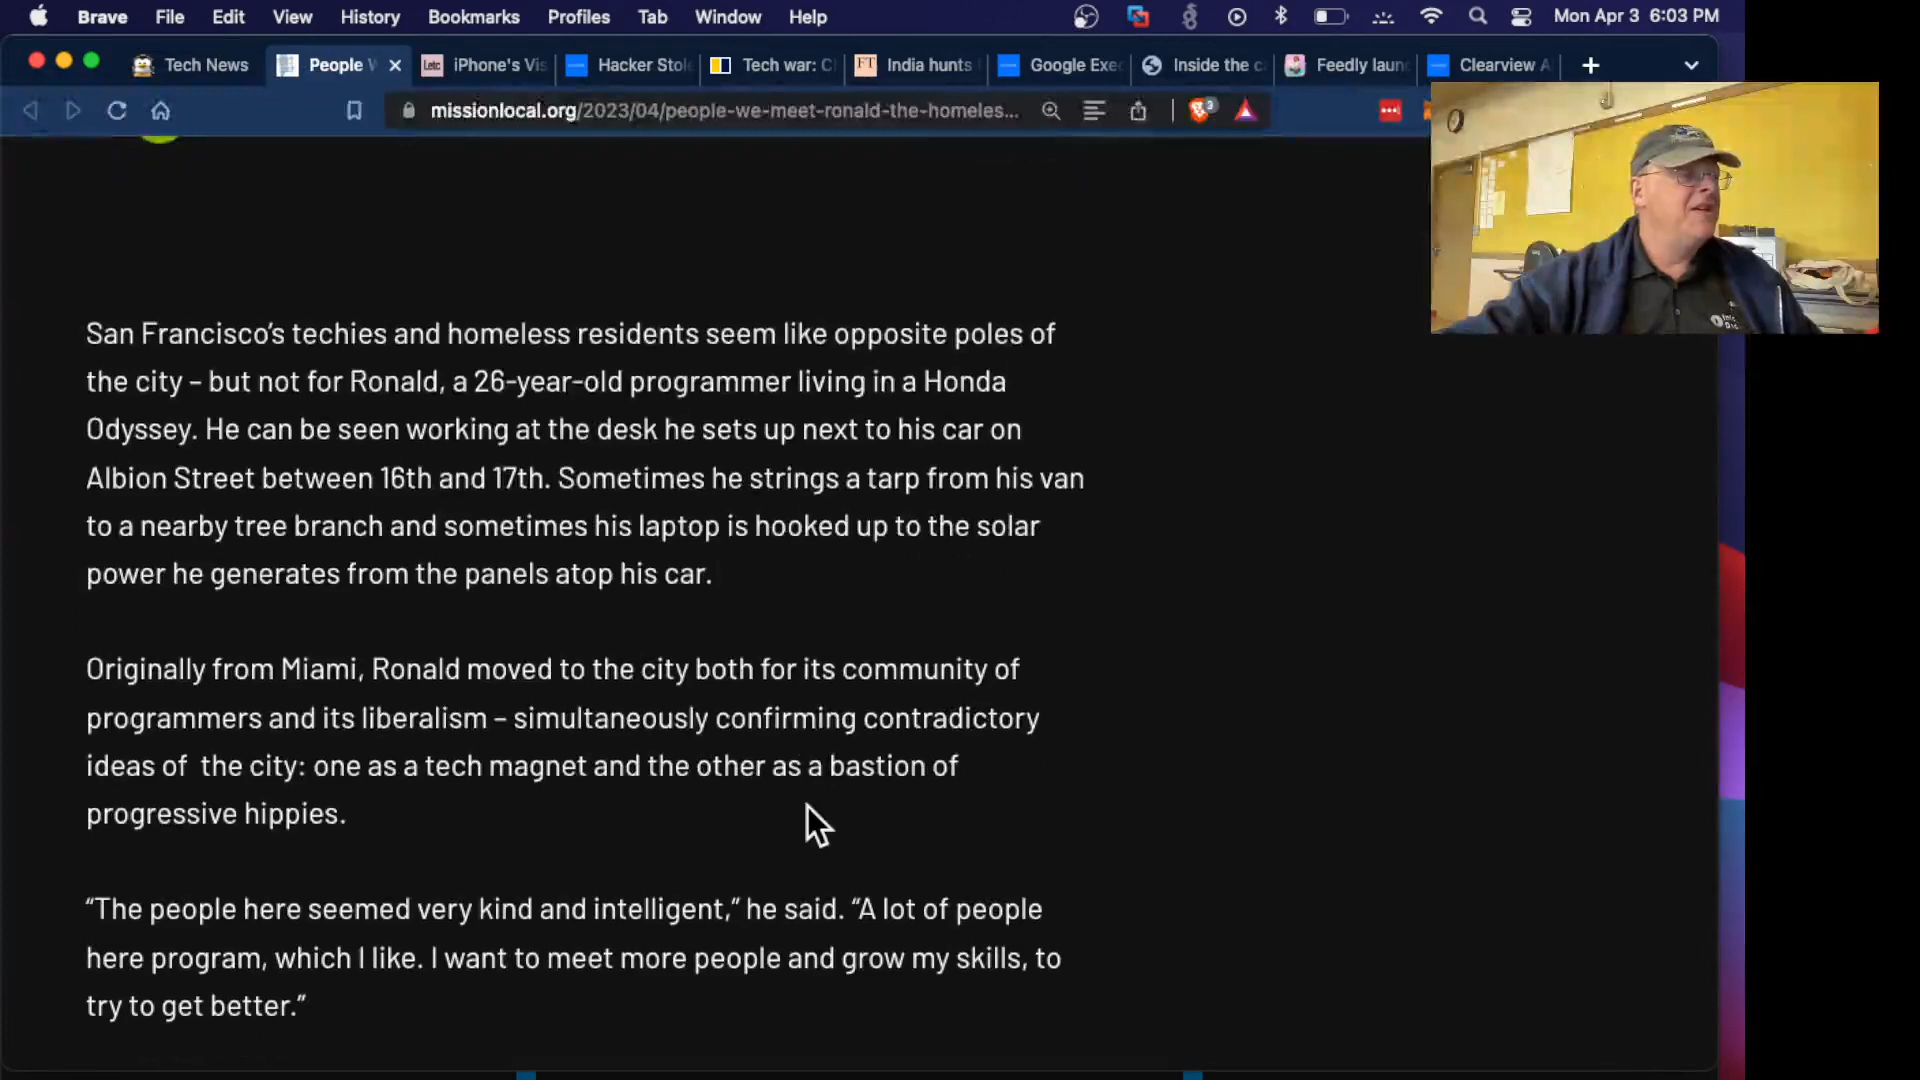 Brave File Edit View History Bookmarks Profiles Tab Window Help Mon Apr 3 6:03 PM
Tech News People W iPhone's Vis Hacker Stole Tech war: C India hunts Google Exec Inside the c Feedly laun Clearview A
missionlocal.org/2023/04/people-we-meet-ronald-the-homeles... 3
San Francisco’s techies and homeless residents seem like opposite poles of
the city – but not for Ronald, a 26-year-old programmer living in a Honda
Odyssey. He can be seen working at the desk he sets up next to his car on
Albion Street between 16th and 17th. Sometimes he strings a tarp from his van
to a nearby tree branch and sometimes his laptop is hooked up to the solar
power he generates from the panels atop his car.
Originally from Miami, Ronald moved to the city both for its community of
programmers and its liberalism – simultaneously confirming contradictory
ideas of  the city: one as a tech magnet and the other as a bastion of
progressive hippies.
“The people here seemed very kind and intelligent,” he said. “A lot of people
here program, which I like. I want to meet more people and grow my skills, to
try to get better.”